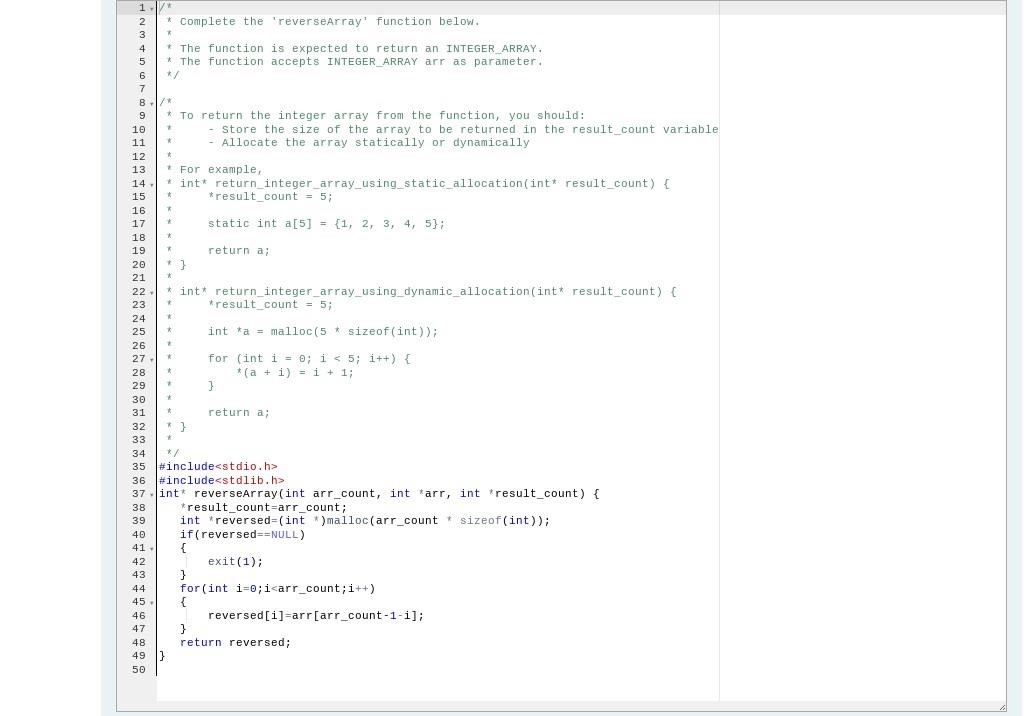 1 /*
2  * Complete the 'reverseArray' function below.
3  *
4  * The function is expected to return an INTEGER_ARRAY.
5  * The function accepts INTEGER_ARRAY arr as parameter.
6  */
7
8 /*
9  * To return the integer array from the function, you should:
10  *     - Store the size of the array to be returned in the result_count variable
11  *     - Allocate the array statically or dynamically
12  *
13  * For example,
14  * int* return_integer_array_using_static_allocation(int* result_count) {
15  *     *result_count = 5;
16  *
17  *     static int a[5] = {1, 2, 3, 4, 5};
18  *
19  *     return a;
20  * }
21  *
22  * int* return_integer_array_using_dynamic_allocation(int* result_count) {
23  *     *result_count = 5;
24  *
25  *     int *a = malloc(5 * sizeof(int));
26  *
27  *     for (int i = 0; i < 5; i++) {
28  *         *(a + i) = i + 1;
29  *     }
30  *
31  *     return a;
32  * }
33  *
34  */
35 #include<stdio.h>
36 #include<stdlib.h>
37 int* reverseArray(int arr_count, int *arr, int *result_count) {
38    *result_count=arr_count;
39    int *reversed=(int *)malloc(arr_count * sizeof(int));
40    if(reversed==NULL)
41    {
42        exit(1);
43    }
44    for(int i=0;i<arr_count;i++)
45    {
46        reversed[i]=arr[arr_count-1-i];
47    }
48    return reversed;
49 }
50